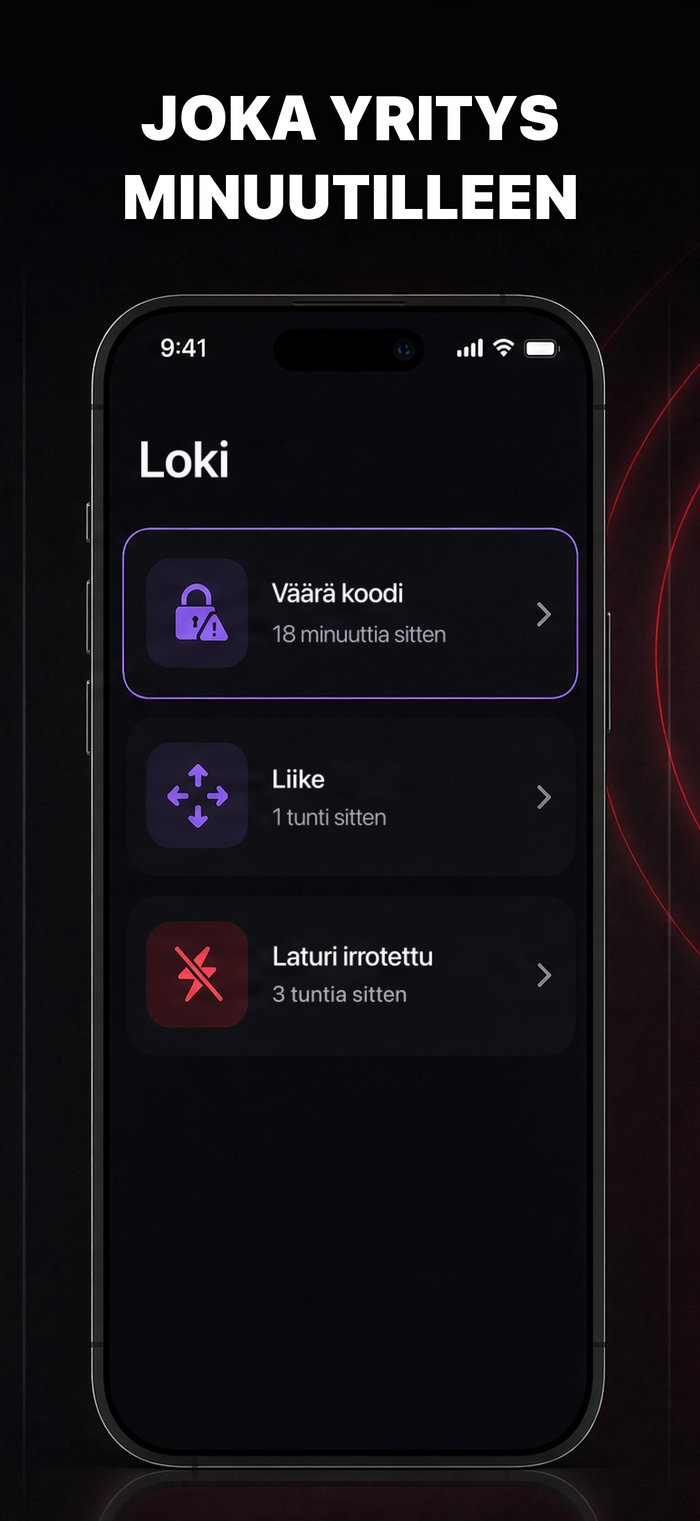 JOKA YRITYS
MINUUTILLEEN
9:41
Loki
Väärä koodi
18 minuuttia sitten
Liike
1 tunti sitten
Laturi irrotettu
3 tuntia sitten